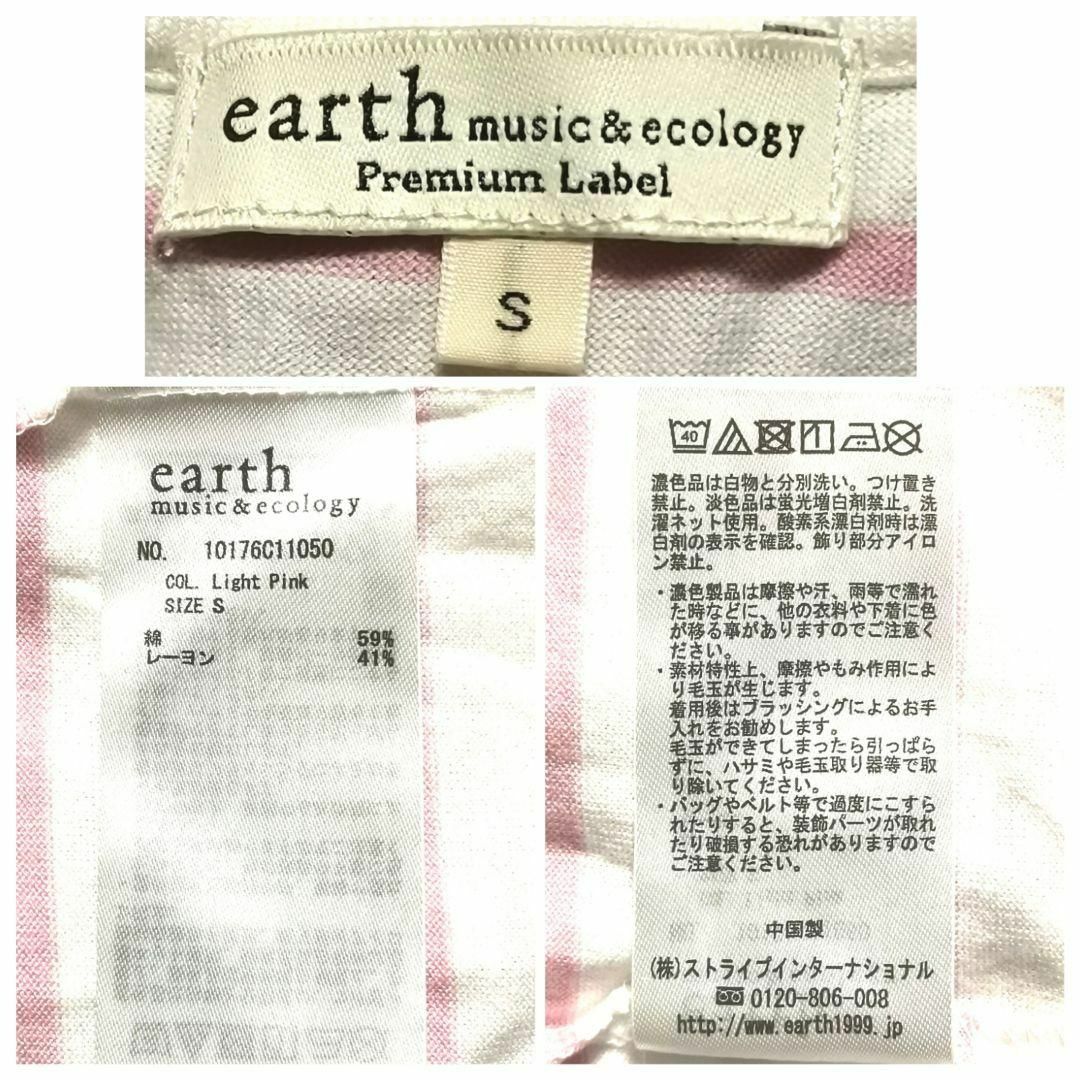 earth music & ecology
Premium Label
S
earth
music & ecology
NO. 10176C11050
COL. Light Pink
SIZE S
綿 59%
レーヨン 41%
40
濃色品は白物と分別洗い。つけ置き
禁止。淡色品は蛍光増白剤禁止。洗
濯ネット使用。酸素系漂白剤時は漂
白剤の表示を確認。飾り部分アイロ
ン禁止。
・濃色製品は摩擦や汗、雨等で濡れ
た時などに、他の衣料や下着に色
が移る事がありますのでご注意く
ださい。
・素材特性上、摩擦やもみ作用によ
り毛玉が生じます。
着用後はブラッシングによるお手
入れをお勧めします。
毛玉ができてしまったら引っぱら
ずに、ハサミや毛玉取り器等で取
り除いてください。
・バッグやベルト等で過度にこすら
れたりすると、装飾パーツが取れ
たり破損する恐れがありますので
ご注意ください。
中国製
(株)ストライプインターナショナル
0120-806-008
http://www.earth1999.jp